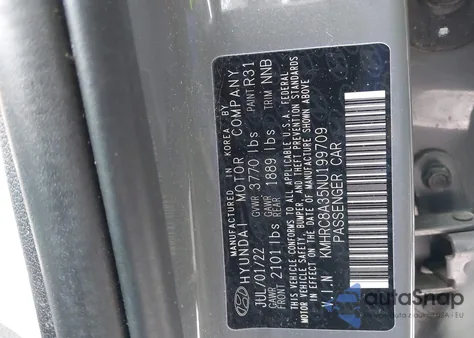 MANUFACTURED IN KOREA BY
HYUNDAI MOTOR COMPANY
JUL/01/22 GVWR 3770 lbs PAINT R31
GAWR FRONT 2101 lbs GAWR REAR 1889 lbs TRIM NNB
THIS VEHICLE CONFORMS TO ALL APPLICABLE U.S.A. FEDERAL
MOTOR VEHICLE SAFETY AND THEFT PREVENTION STANDARDS
IN EFFECT ON THE DATE OF MANUFACTURE SHOWN ABOVE.
V.I.N KMHRC8A35NU199709
PASSENGER CAR
autoSnap